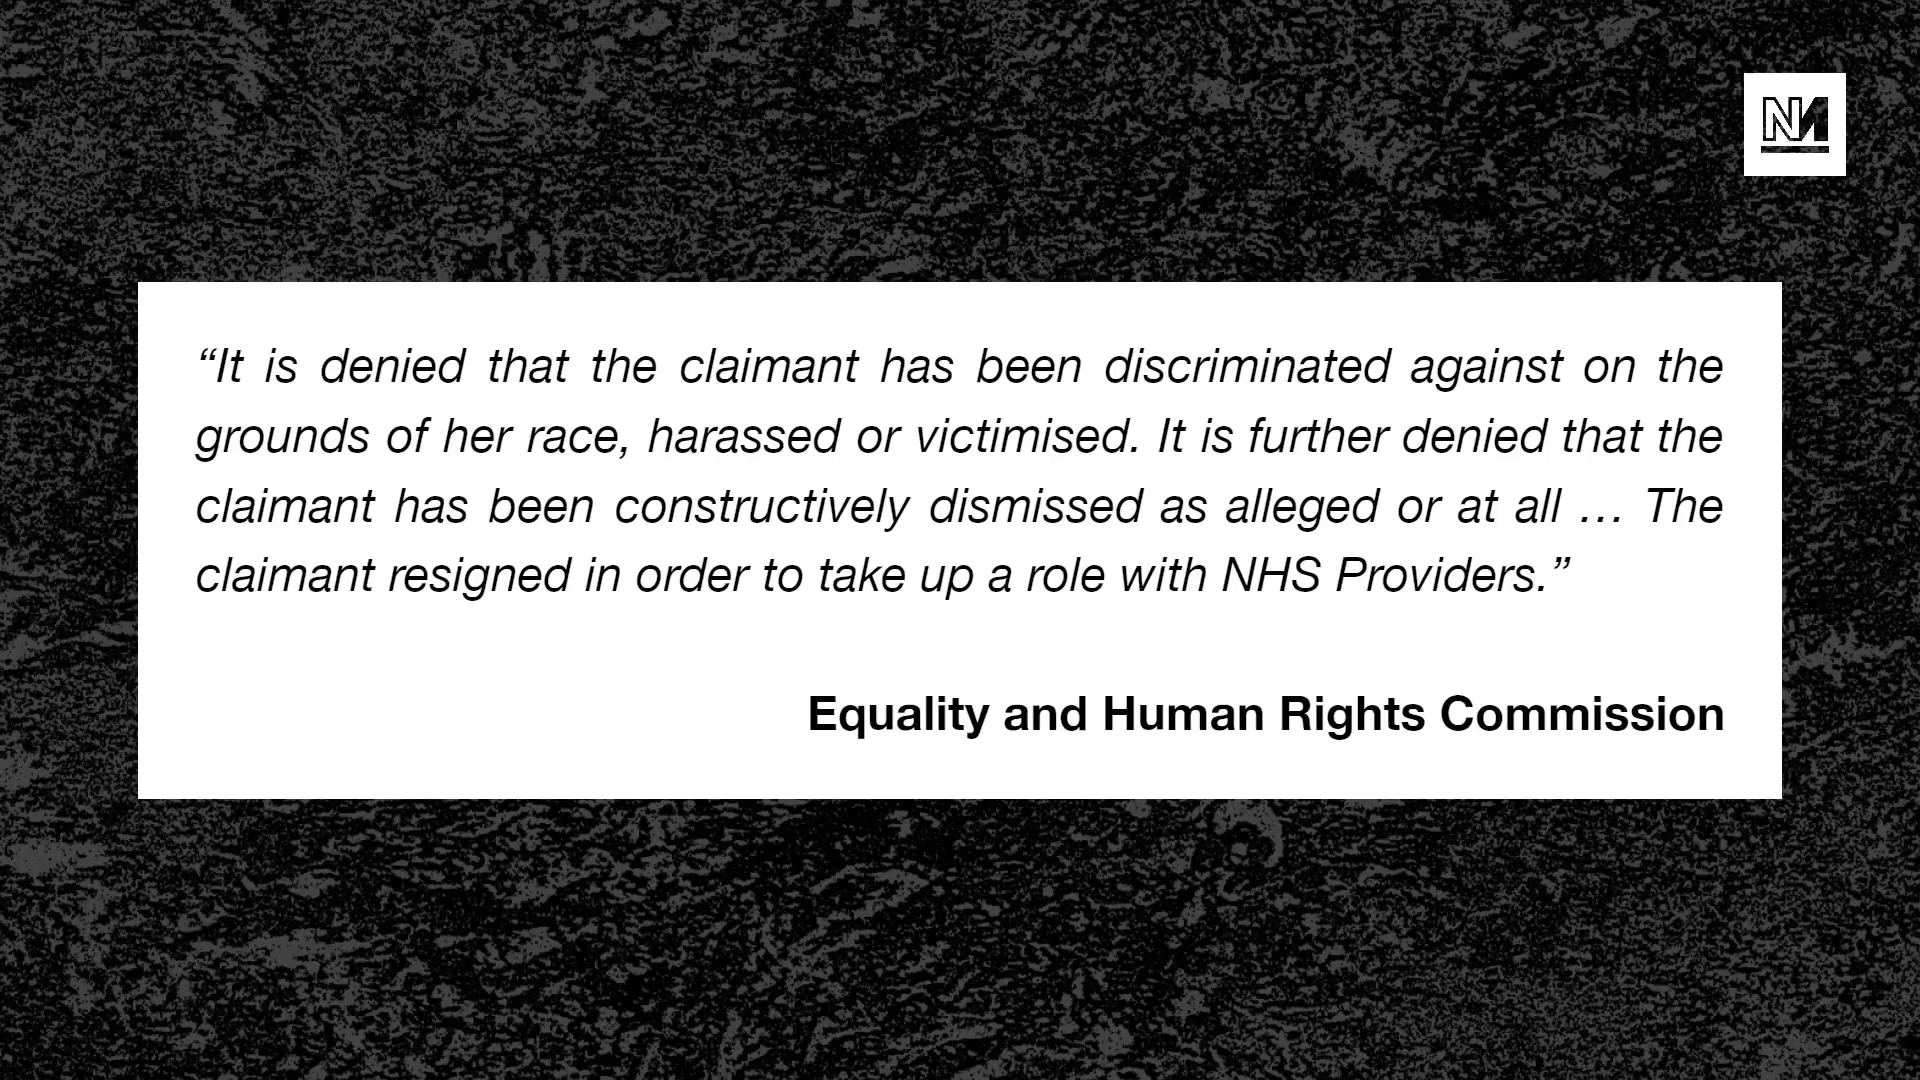 NM
“It is denied that the claimant has been discriminated against on the
grounds of her race, harassed or victimised. It is further denied that the
claimant has been constructively dismissed as alleged or at all … The
claimant resigned in order to take up a role with NHS Providers.”
Equality and Human Rights Commission